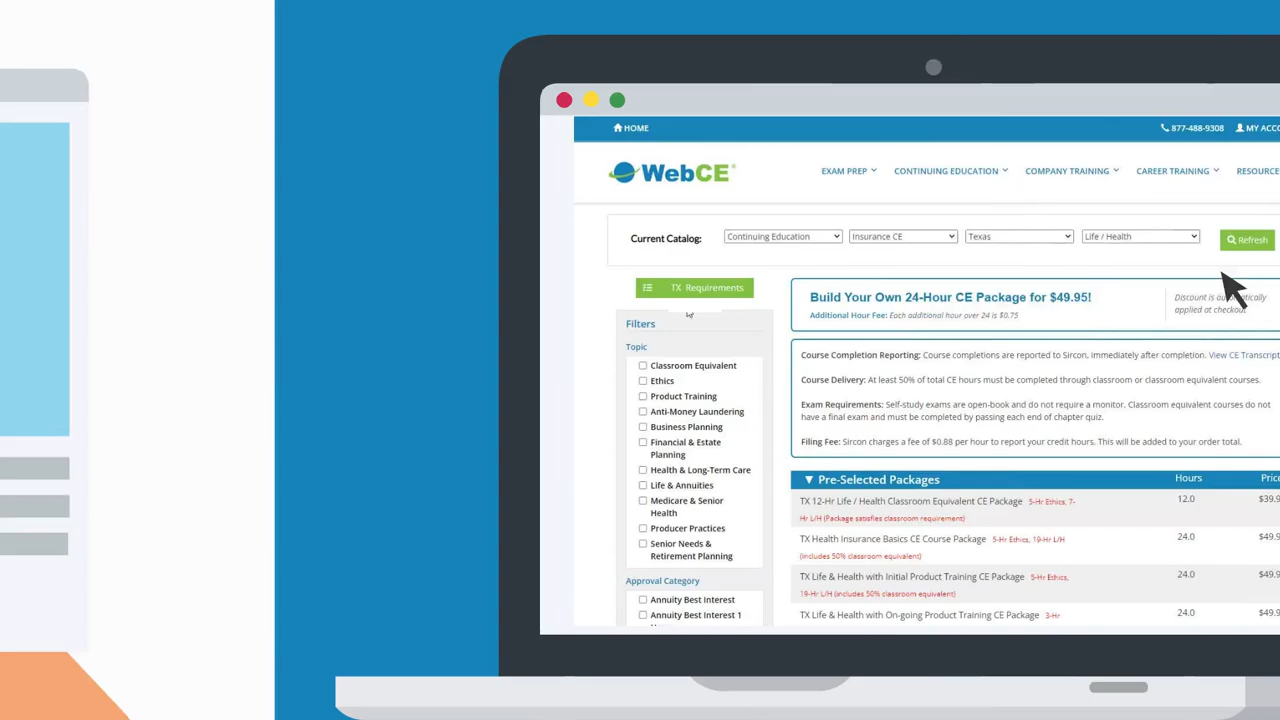 HOME
877-488-9308
MY ACCO
WebCE®
EXAM PREP
CONTINUING EDUCATION
COMPANY TRAINING
CAREER TRAINING
RESOURCE
Current Catalog:
Continuing Education
Insurance CE
Texas
Life / Health
Refresh
TX Requirements
Filters
Topic
Classroom Equivalent
Ethics
Product Training
Anti-Money Laundering
Business Planning
Financial & Estate
Planning
Health & Long-Term Care
Life & Annuities
Medicare & Senior
Health
Producer Practices
Senior Needs &
Retirement Planning
Approval Category
Annuity Best Interest
Annuity Best Interest 1
Build Your Own 24-Hour CE Package for $49.95!
Additional Hour Fee: Each additional hour over 24 is $0.75
Discount is automatically
applied at checkout
Course Completion Reporting: Course completions are reported to Sircon, immediately after completion. View CE Transcript
Course Delivery: At least 50% of total CE hours must be completed through classroom or classroom equivalent courses.
Exam Requirements: Self-study exams are open-book and do not require a monitor. Classroom equivalent courses do not
have a final exam and must be completed by passing each end of chapter quiz.
Filing Fee: Sircon charges a fee of $0.88 per hour to report your credit hours. This will be added to your order total.
▼ Pre-Selected Packages Hours Price
TX 12-Hr Life / Health Classroom Equivalent CE Package 5-Hr Ethics, 7- 12.0 $39.9
Hr L/H (Package satisfies classroom requirement)
TX Health Insurance Basics CE Course Package 5-Hr Ethics, 19-Hr L/H 24.0 $49.9
(includes 50% classroom equivalent)
TX Life & Health with Initial Product Training CE Package 5-Hr Ethics, 24.0 $49.9
19-Hr L/H (includes 50% classroom equivalent)
TX Life & Health with On-going Product Training CE Package 3-Hr 24.0 $49.9